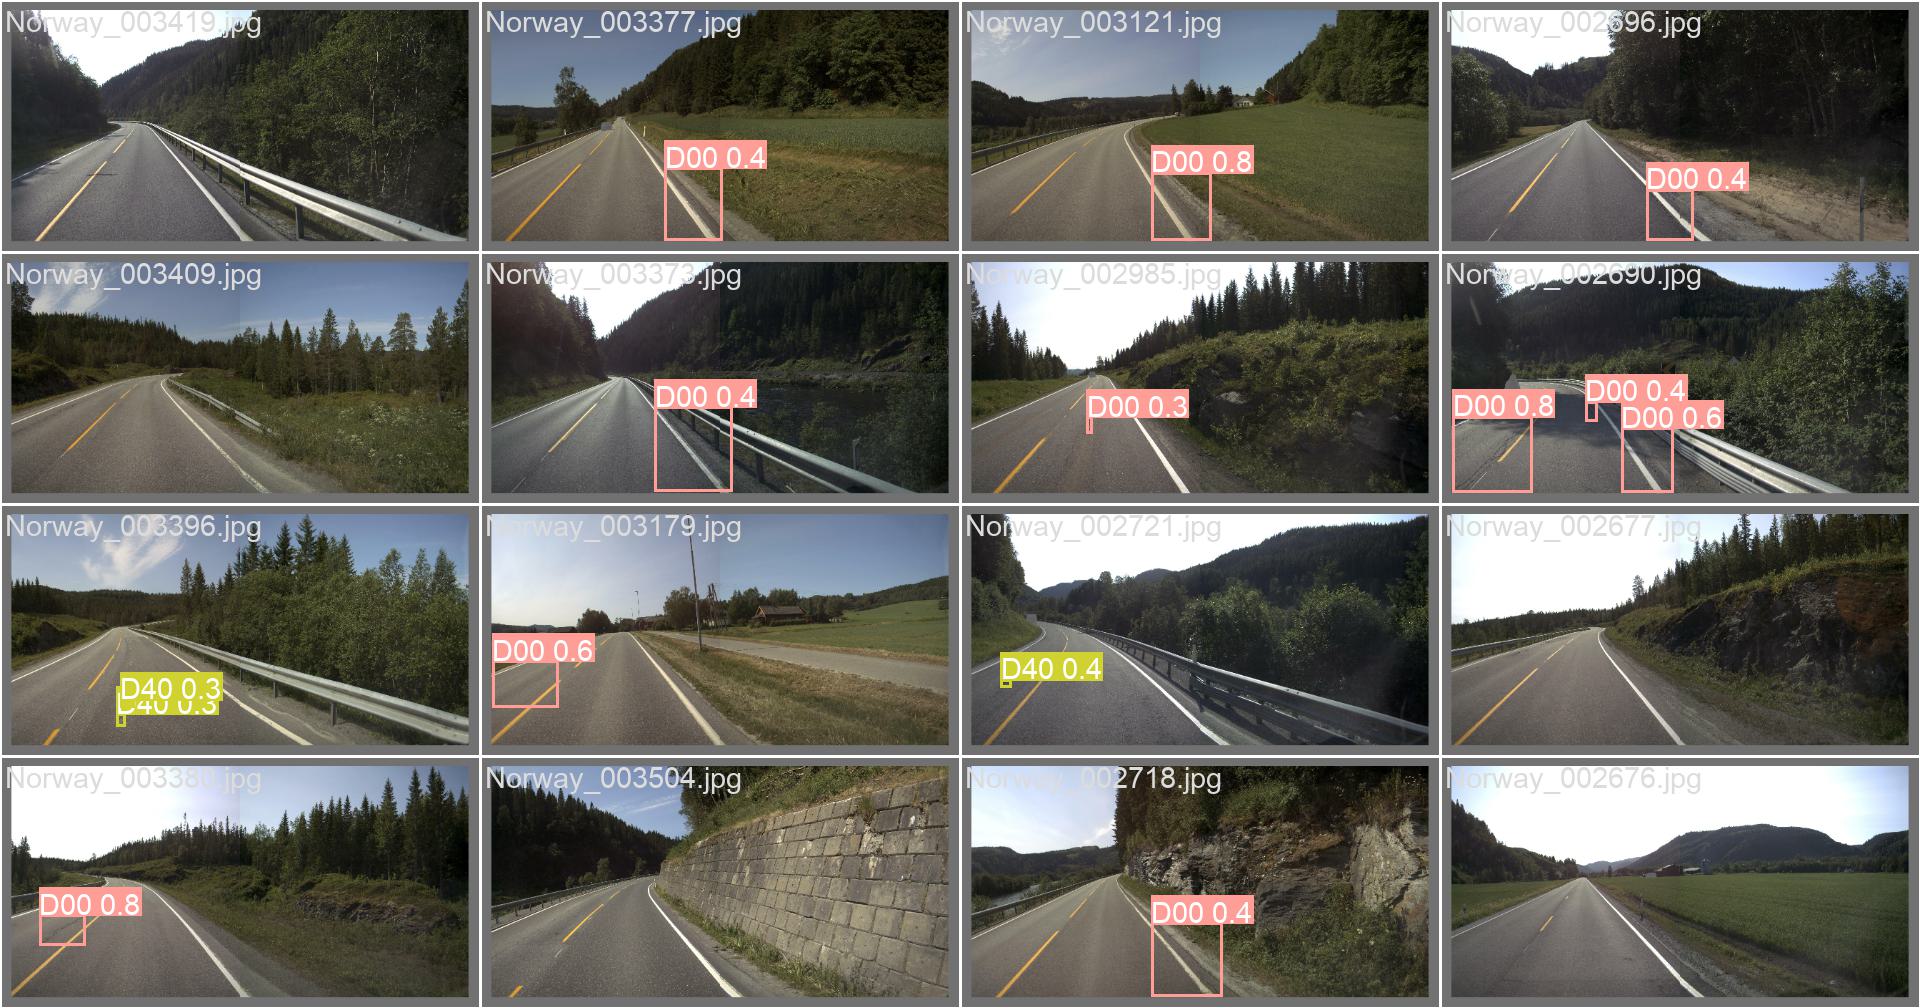 Norway_003419.jpg
Norway_003377.jpg
D00 0.4
Norway_003121.jpg
D00 0.8
Norway_002696.jpg
D00 0.4
Norway_003409.jpg
Norway_003373.jpg
D00 0.4
Norway_002985.jpg
D00 0.3
Norway_002690.jpg
D00 0.8
D00 0.4
D00 0.6
Norway_003396.jpg
D40 0.3
D40 0.3
Norway_003179.jpg
D00 0.6
Norway_002721.jpg
D40 0.4
Norway_002677.jpg
Norway_003380.jpg
D00 0.8
Norway_003504.jpg
Norway_002718.jpg
D00 0.4
Norway_002676.jpg